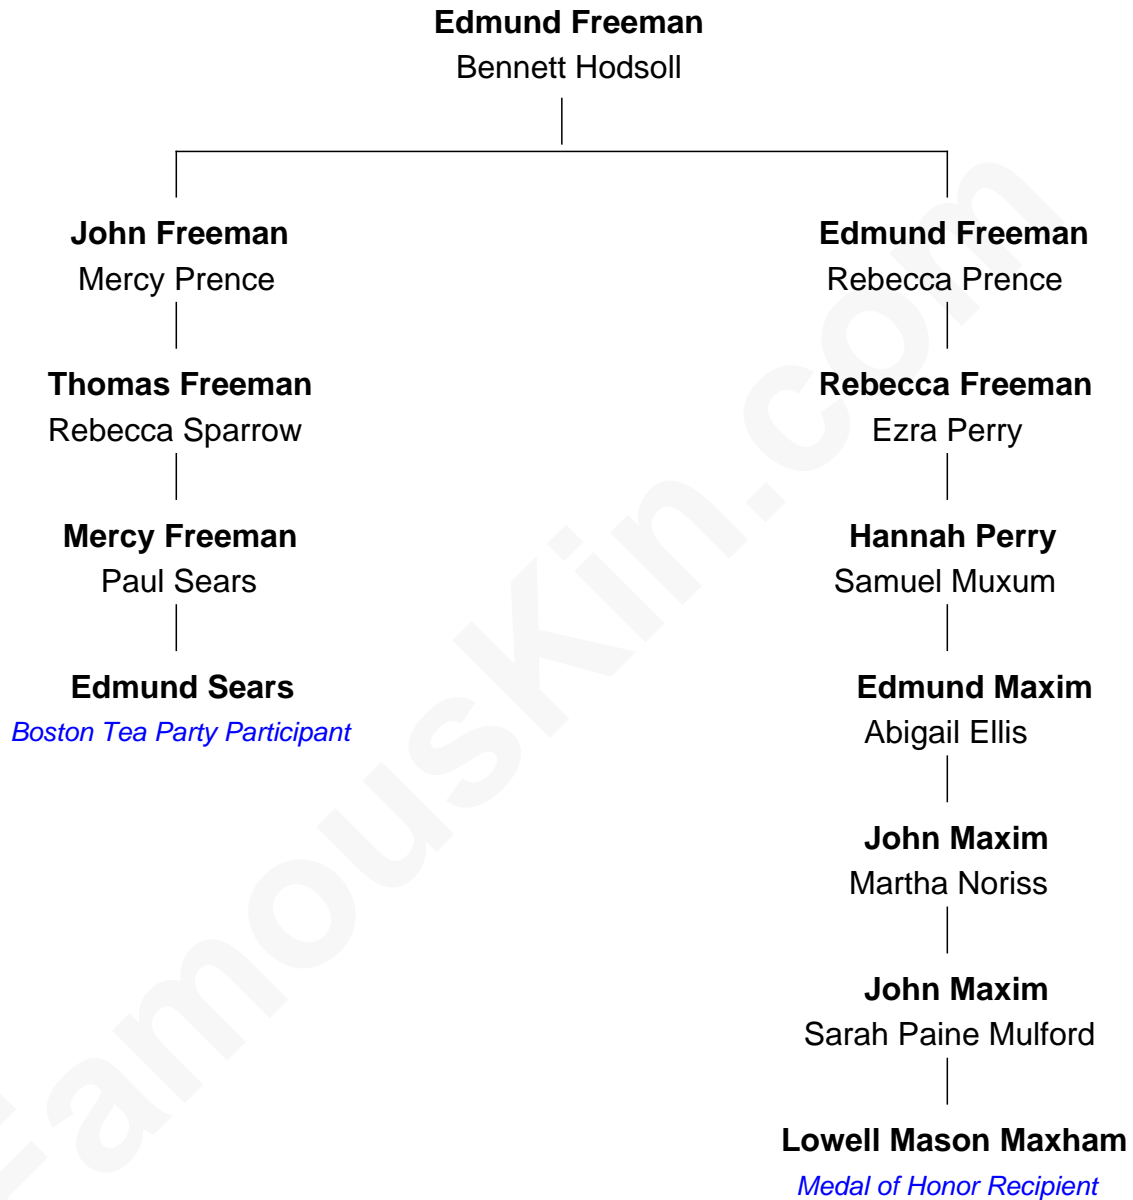 Edmund Freeman
Bennett Hodsoll
John Freeman
Mercy Prence
Edmund Freeman
Rebecca Prence
Thomas Freeman
Rebecca Sparrow
Rebecca Freeman
Ezra Perry
Mercy Freeman
Paul Sears
Hannah Perry
Samuel Muxum
Edmund Sears
Boston Tea Party Participant
Edmund Maxim
Abigail Ellis
John Maxim
Martha Noriss
John Maxim
Sarah Paine Mulford
Lowell Mason Maxham
Medal of Honor Recipient
FamousKin.com